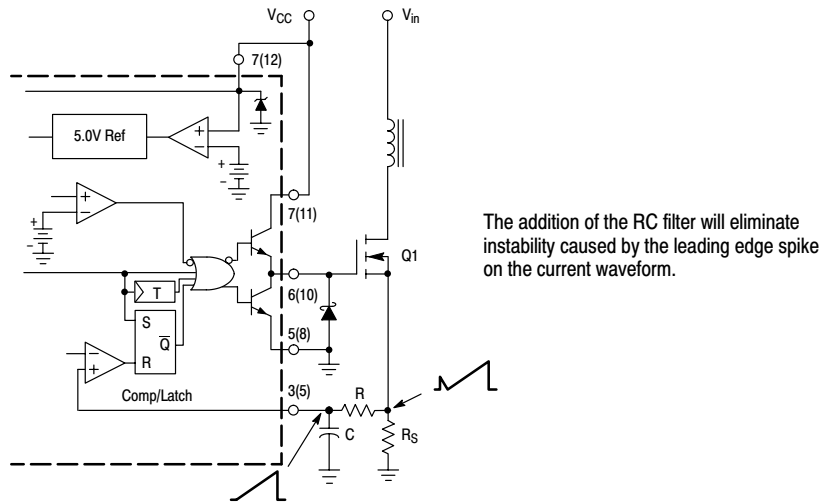 VCC
Vin
7(12)
5.0V Ref
+
−
+
−
+
−
+
−
7(11)
Q1
The addition of the RC filter will eliminate
instability caused by the leading edge spike
on the current waveform.
T
6(10)
S
Q
R
5(8)
−
+
Comp/Latch
3(5)
R
C
RS